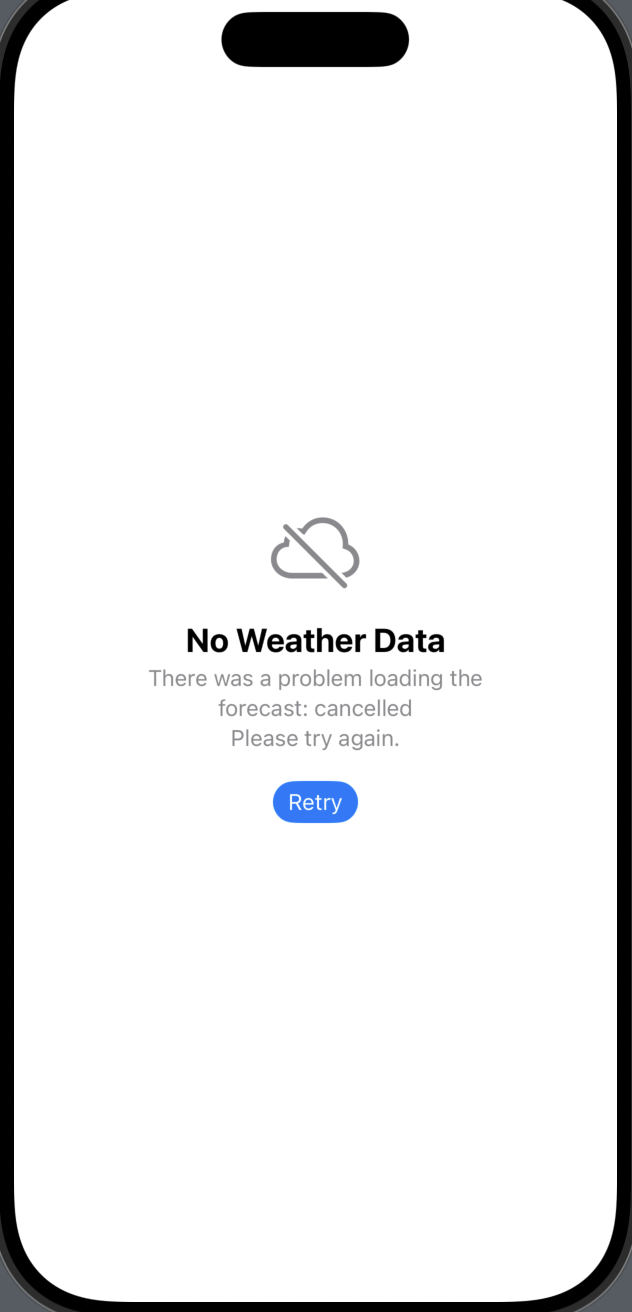 No Weather Data
There was a problem loading the
forecast: cancelled
Please try again.
Retry